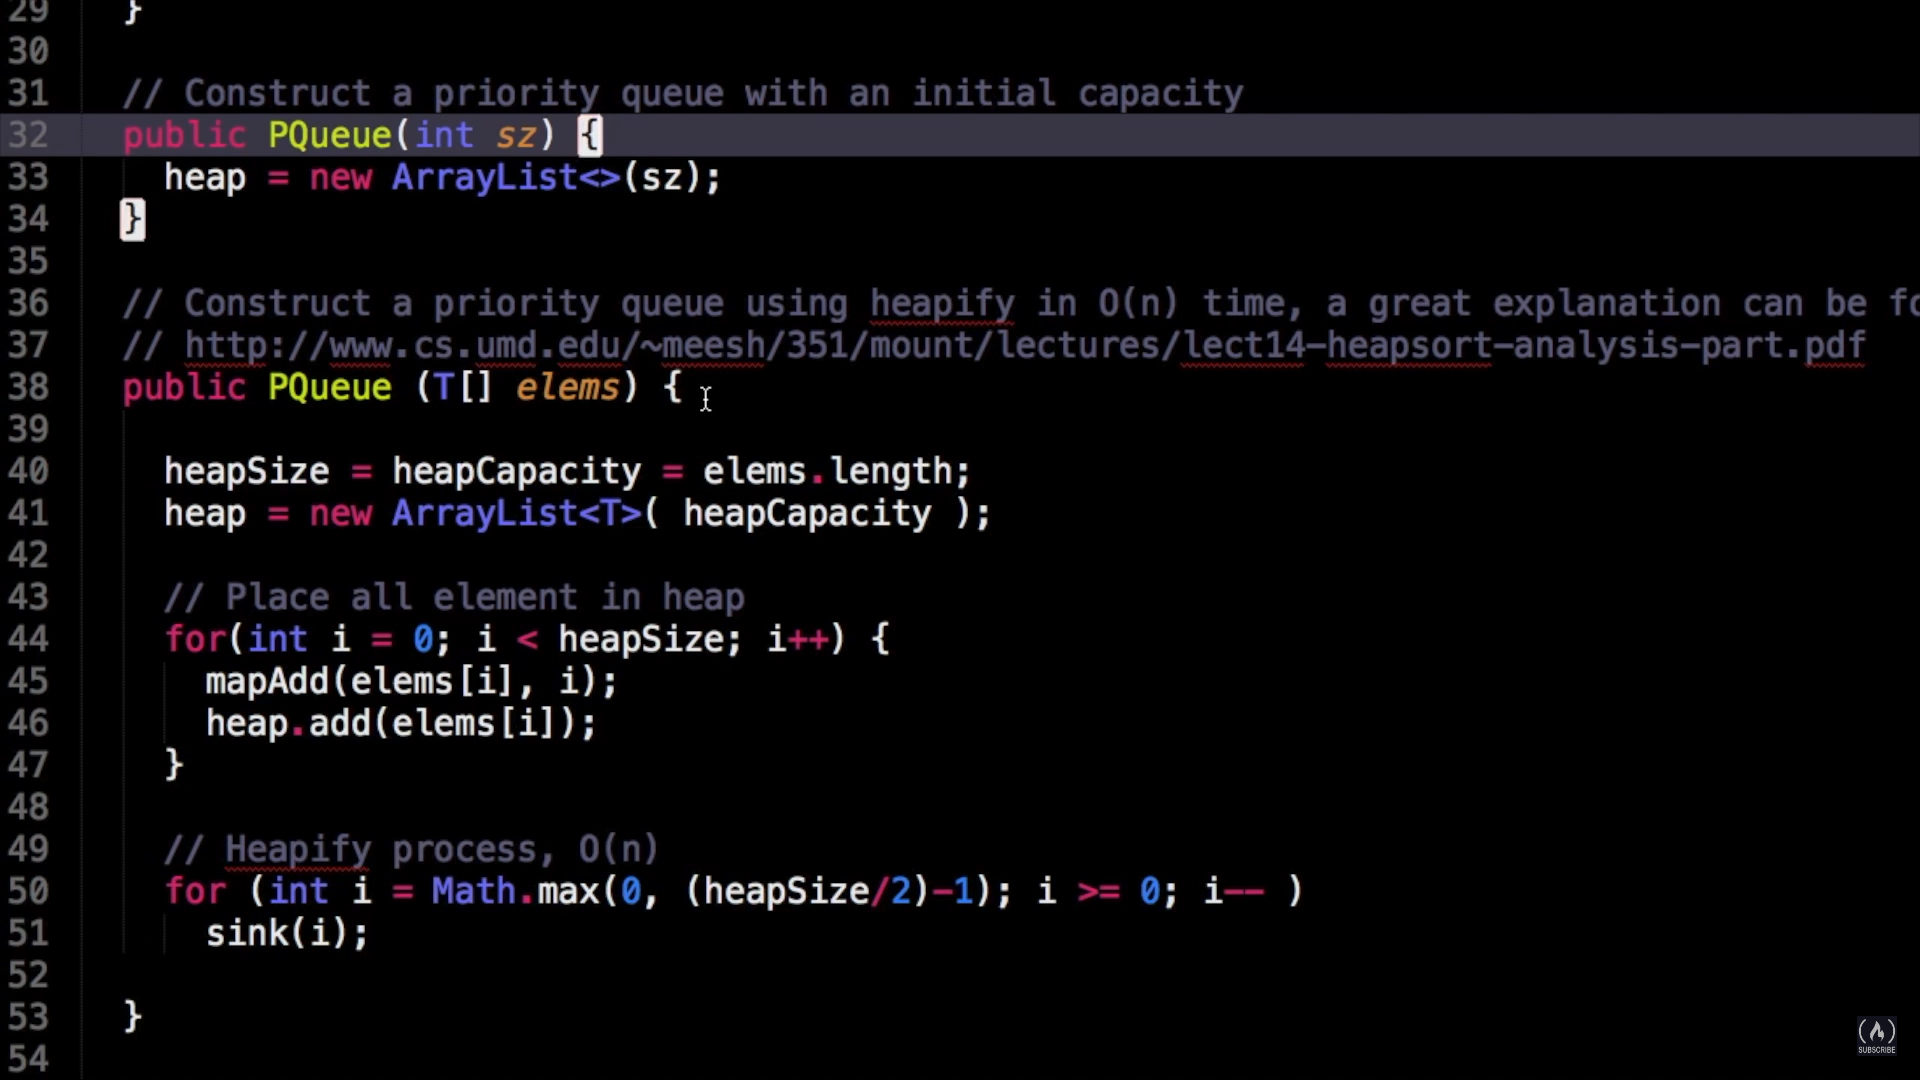 29 }
30
31 // Construct a priority queue with an initial capacity
32 public PQueue(int sz) {
33 heap = new ArrayList<>(sz);
34 }
35
36 // Construct a priority queue using heapify in O(n) time, a great explanation can be fo
37 // http://www.cs.umd.edu/~meesh/351/mount/lectures/lect14-heapsort-analysis-part.pdf
38 public PQueue (T[] elems) {
39
40 heapSize = heapCapacity = elems.length;
41 heap = new ArrayList<T>( heapCapacity );
42
43 // Place all element in heap
44 for(int i = 0; i < heapSize; i++) {
45 mapAdd(elems[i], i);
46 heap.add(elems[i]);
47 }
48
49 // Heapify process, O(n)
50 for (int i = Math.max(0, (heapSize/2)-1); i >= 0; i-- )
51 sink(i);
52
53 }
54
SUBSCRIBE